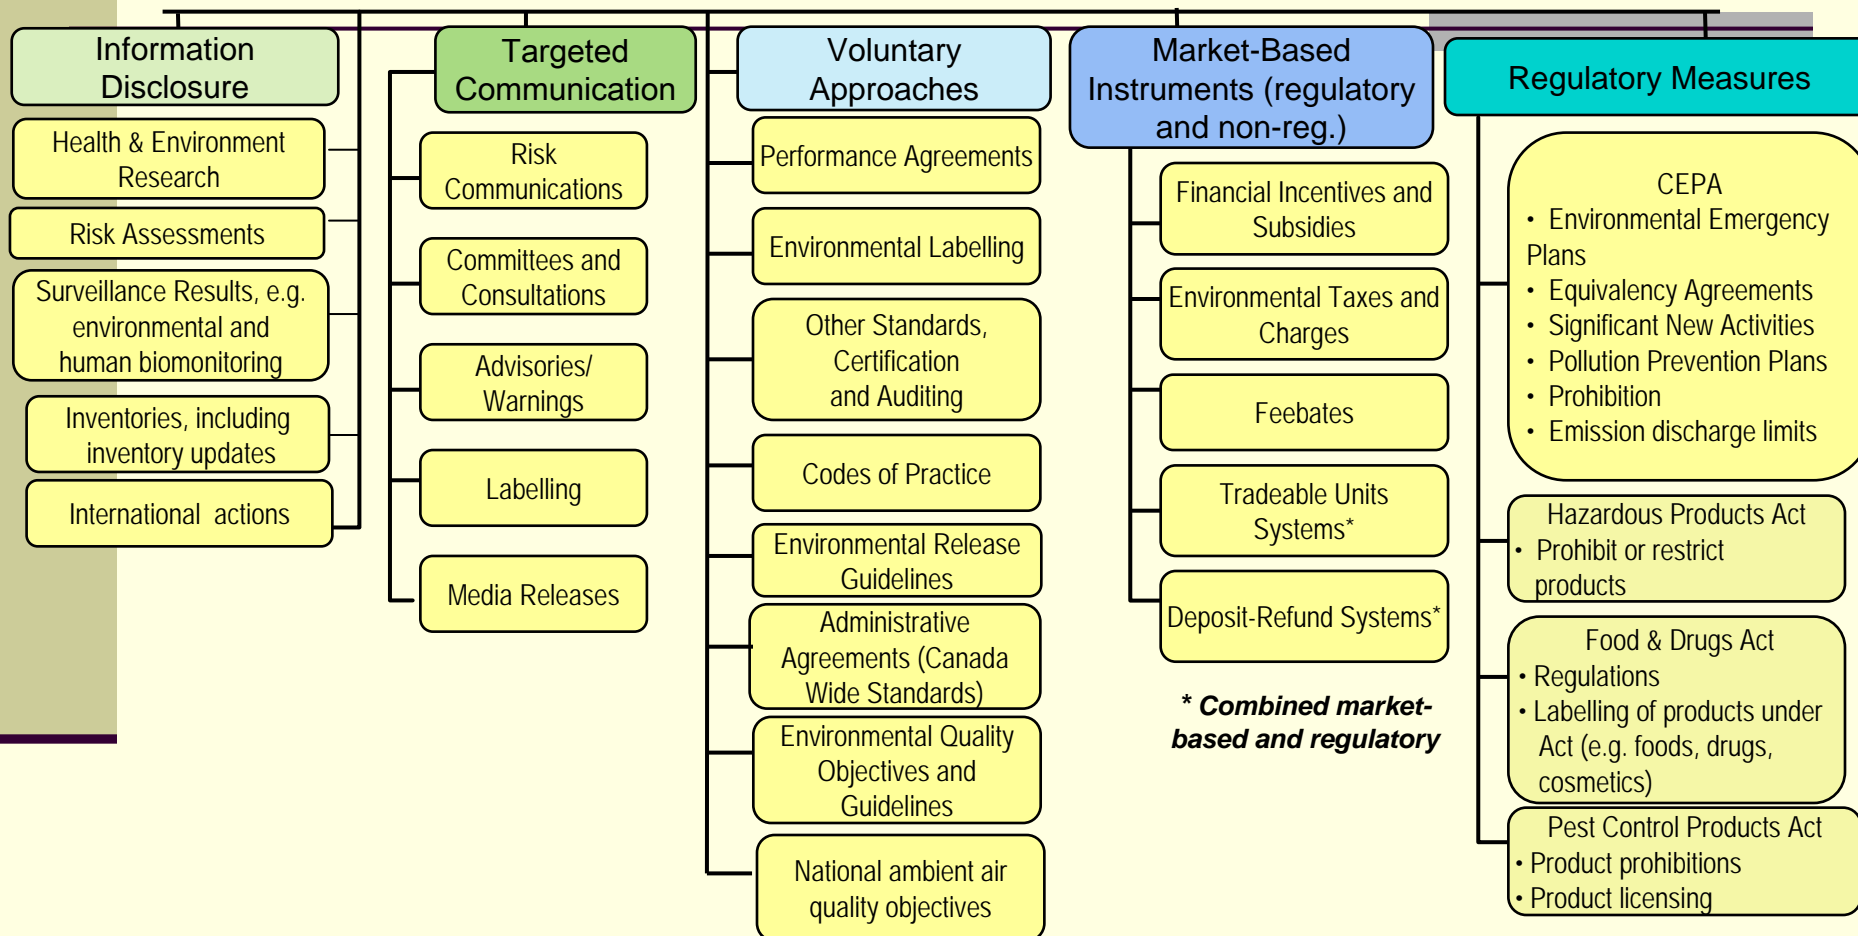 Information
Disclosure
Health & Environment
Research
Risk Assessments
Surveillance Results, e.g.
environmental and
human biomonitoring
Inventories, including
inventory updates
International actions
Targeted
Communication
Risk
Communications
Committees and
Consultations
Advisories/
Warnings
Labelling
Media Releases
Voluntary
Approaches
Performance Agreements
Environmental Labelling
Other Standards,
Certification
and Auditing
Codes of Practice
Environmental Release
Guidelines
Administrative
Agreements (Canada
Wide Standards)
Environmental Quality
Objectives and
Guidelines
National ambient air
quality objectives
Market-Based
Instruments (regulatory
and non-reg.)
Financial Incentives and
Subsidies
Environmental Taxes and
Charges
Feebates
Tradeable Units
Systems*
Deposit-Refund Systems*
* Combined market-
based and regulatory
Regulatory Measures
CEPA
• Environmental Emergency
Plans
• Equivalency Agreements
• Significant New Activities
• Pollution Prevention Plans
• Prohibition
• Emission discharge limits
Hazardous Products Act
• Prohibit or restrict
products
Food & Drugs Act
• Regulations
• Labelling of products under
Act (e.g. foods, drugs,
cosmetics)
Pest Control Products Act
• Product prohibitions
• Product licensing